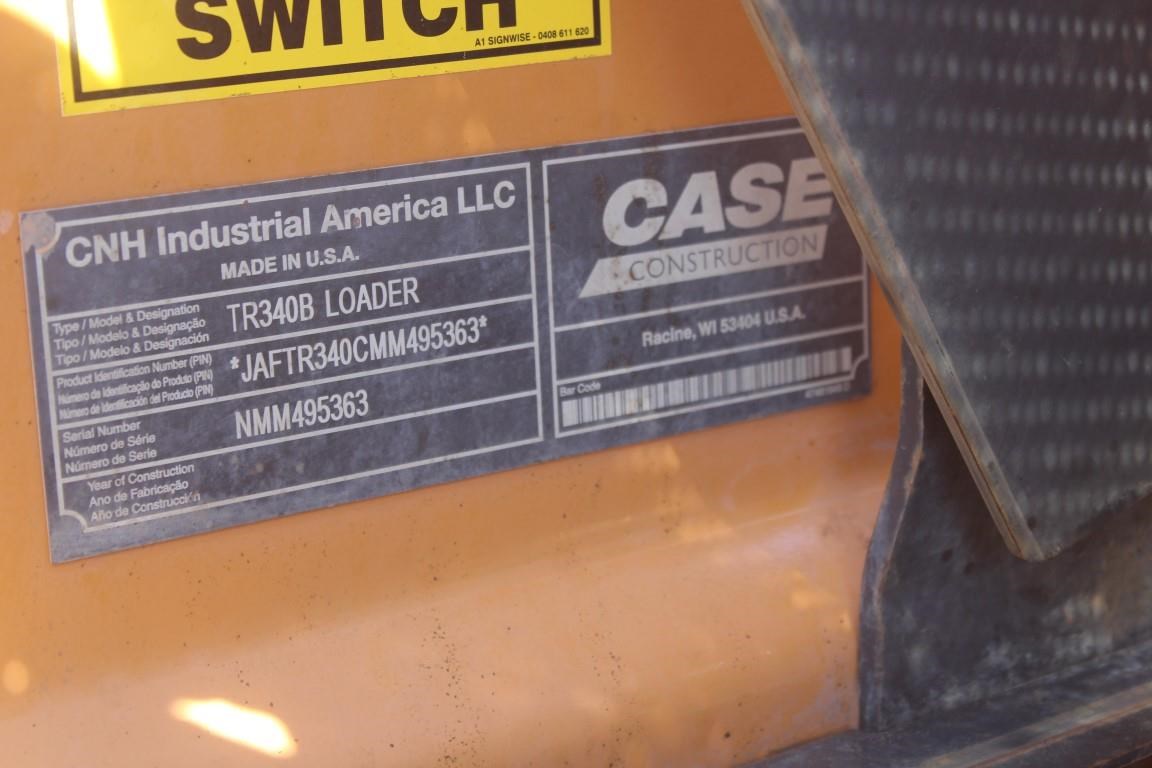 SWITCH
A1 SIGNWISE - 0408 611 620
CNH Industrial America LLC
MADE IN U.S.A.
Type / Model & Designation
Tipo / Modelo & Designação
Tipo / Modelo & Designación
TR340B LOADER
Product Identification Number (PIN)
Número de Identificação do Produto (PIN)
Número de Identificación del Producto (PIN)
*JAFTR340CMM495363*
Serial Number
Número de Série
Número de Serie
NMM495363
Year of Construction
Ano de Fabricação
Año de Construcción
CASE
CONSTRUCTION
Racine, WI 53404 U.S.A.
Bar Code